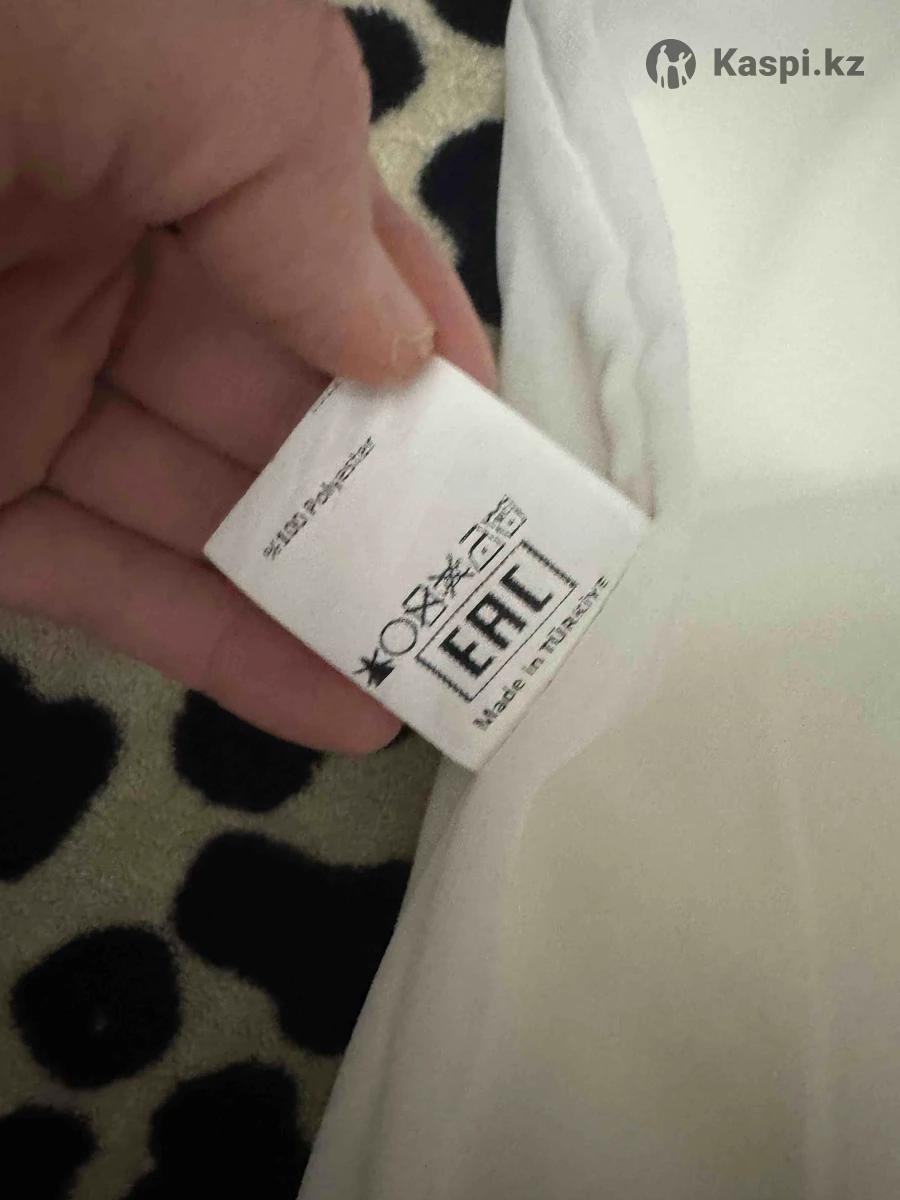 Kaspi.kz
%100 Polyester
EAC
Made in TÜRKİYE